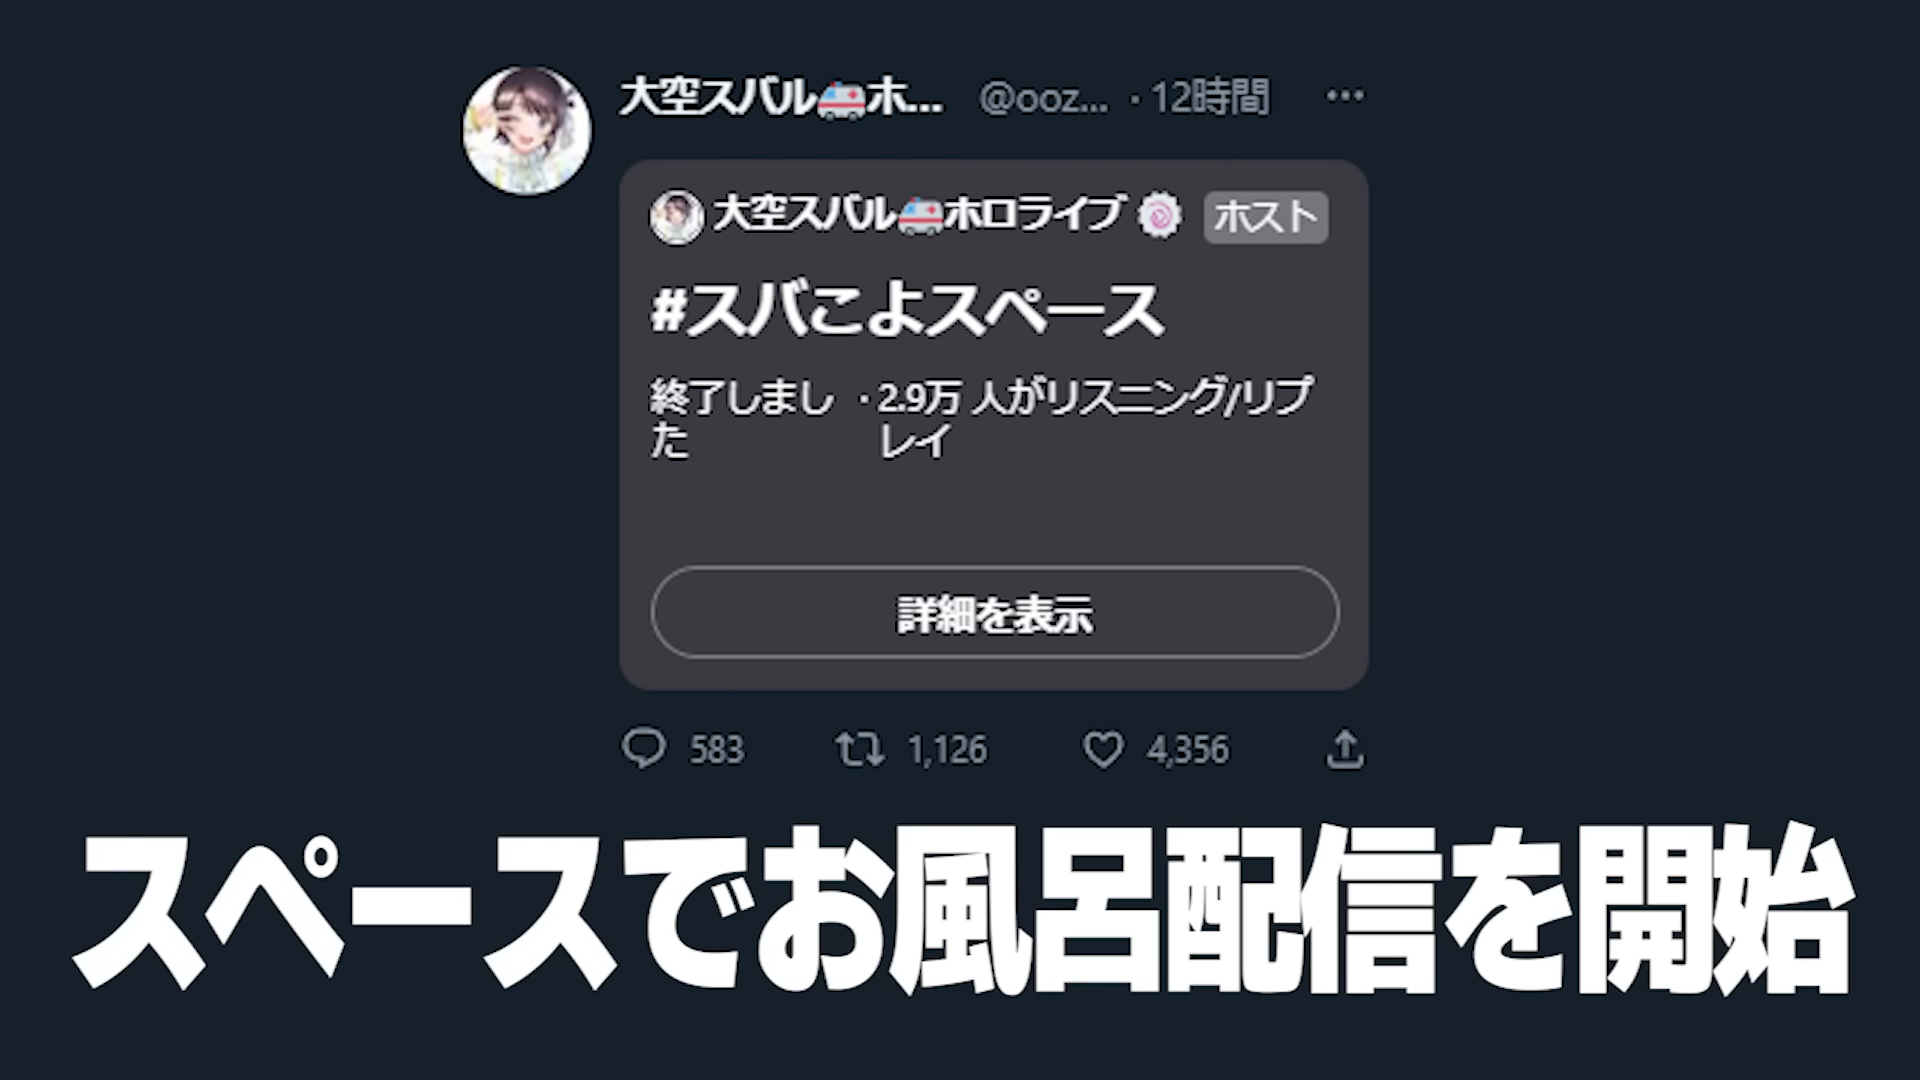 大空スバル🚑ホ... @ooz... · 12時間 ···
大空スバル🚑ホロライブ🍥 ホスト
#スバこよスペース
終了しまし · 2.9万 人がリスニング/リプ
た レイ
詳細を表示
583 1,126 4,356
スペースでお風呂配信を開始